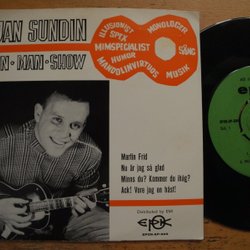 JAN SUNDIN
N·MAN·SHOW
ILLUSIONIST
SPEX
MIMSPECIALIST
HUMOR
MANDOLINVIRTUOS
MONOLOGER
SÅNG
MUSIK
Martin Frid
Nu är jag så glad
Minns du? Kommer du ihåg?
Ack! Vore jag en häst!
Distributed by EMI